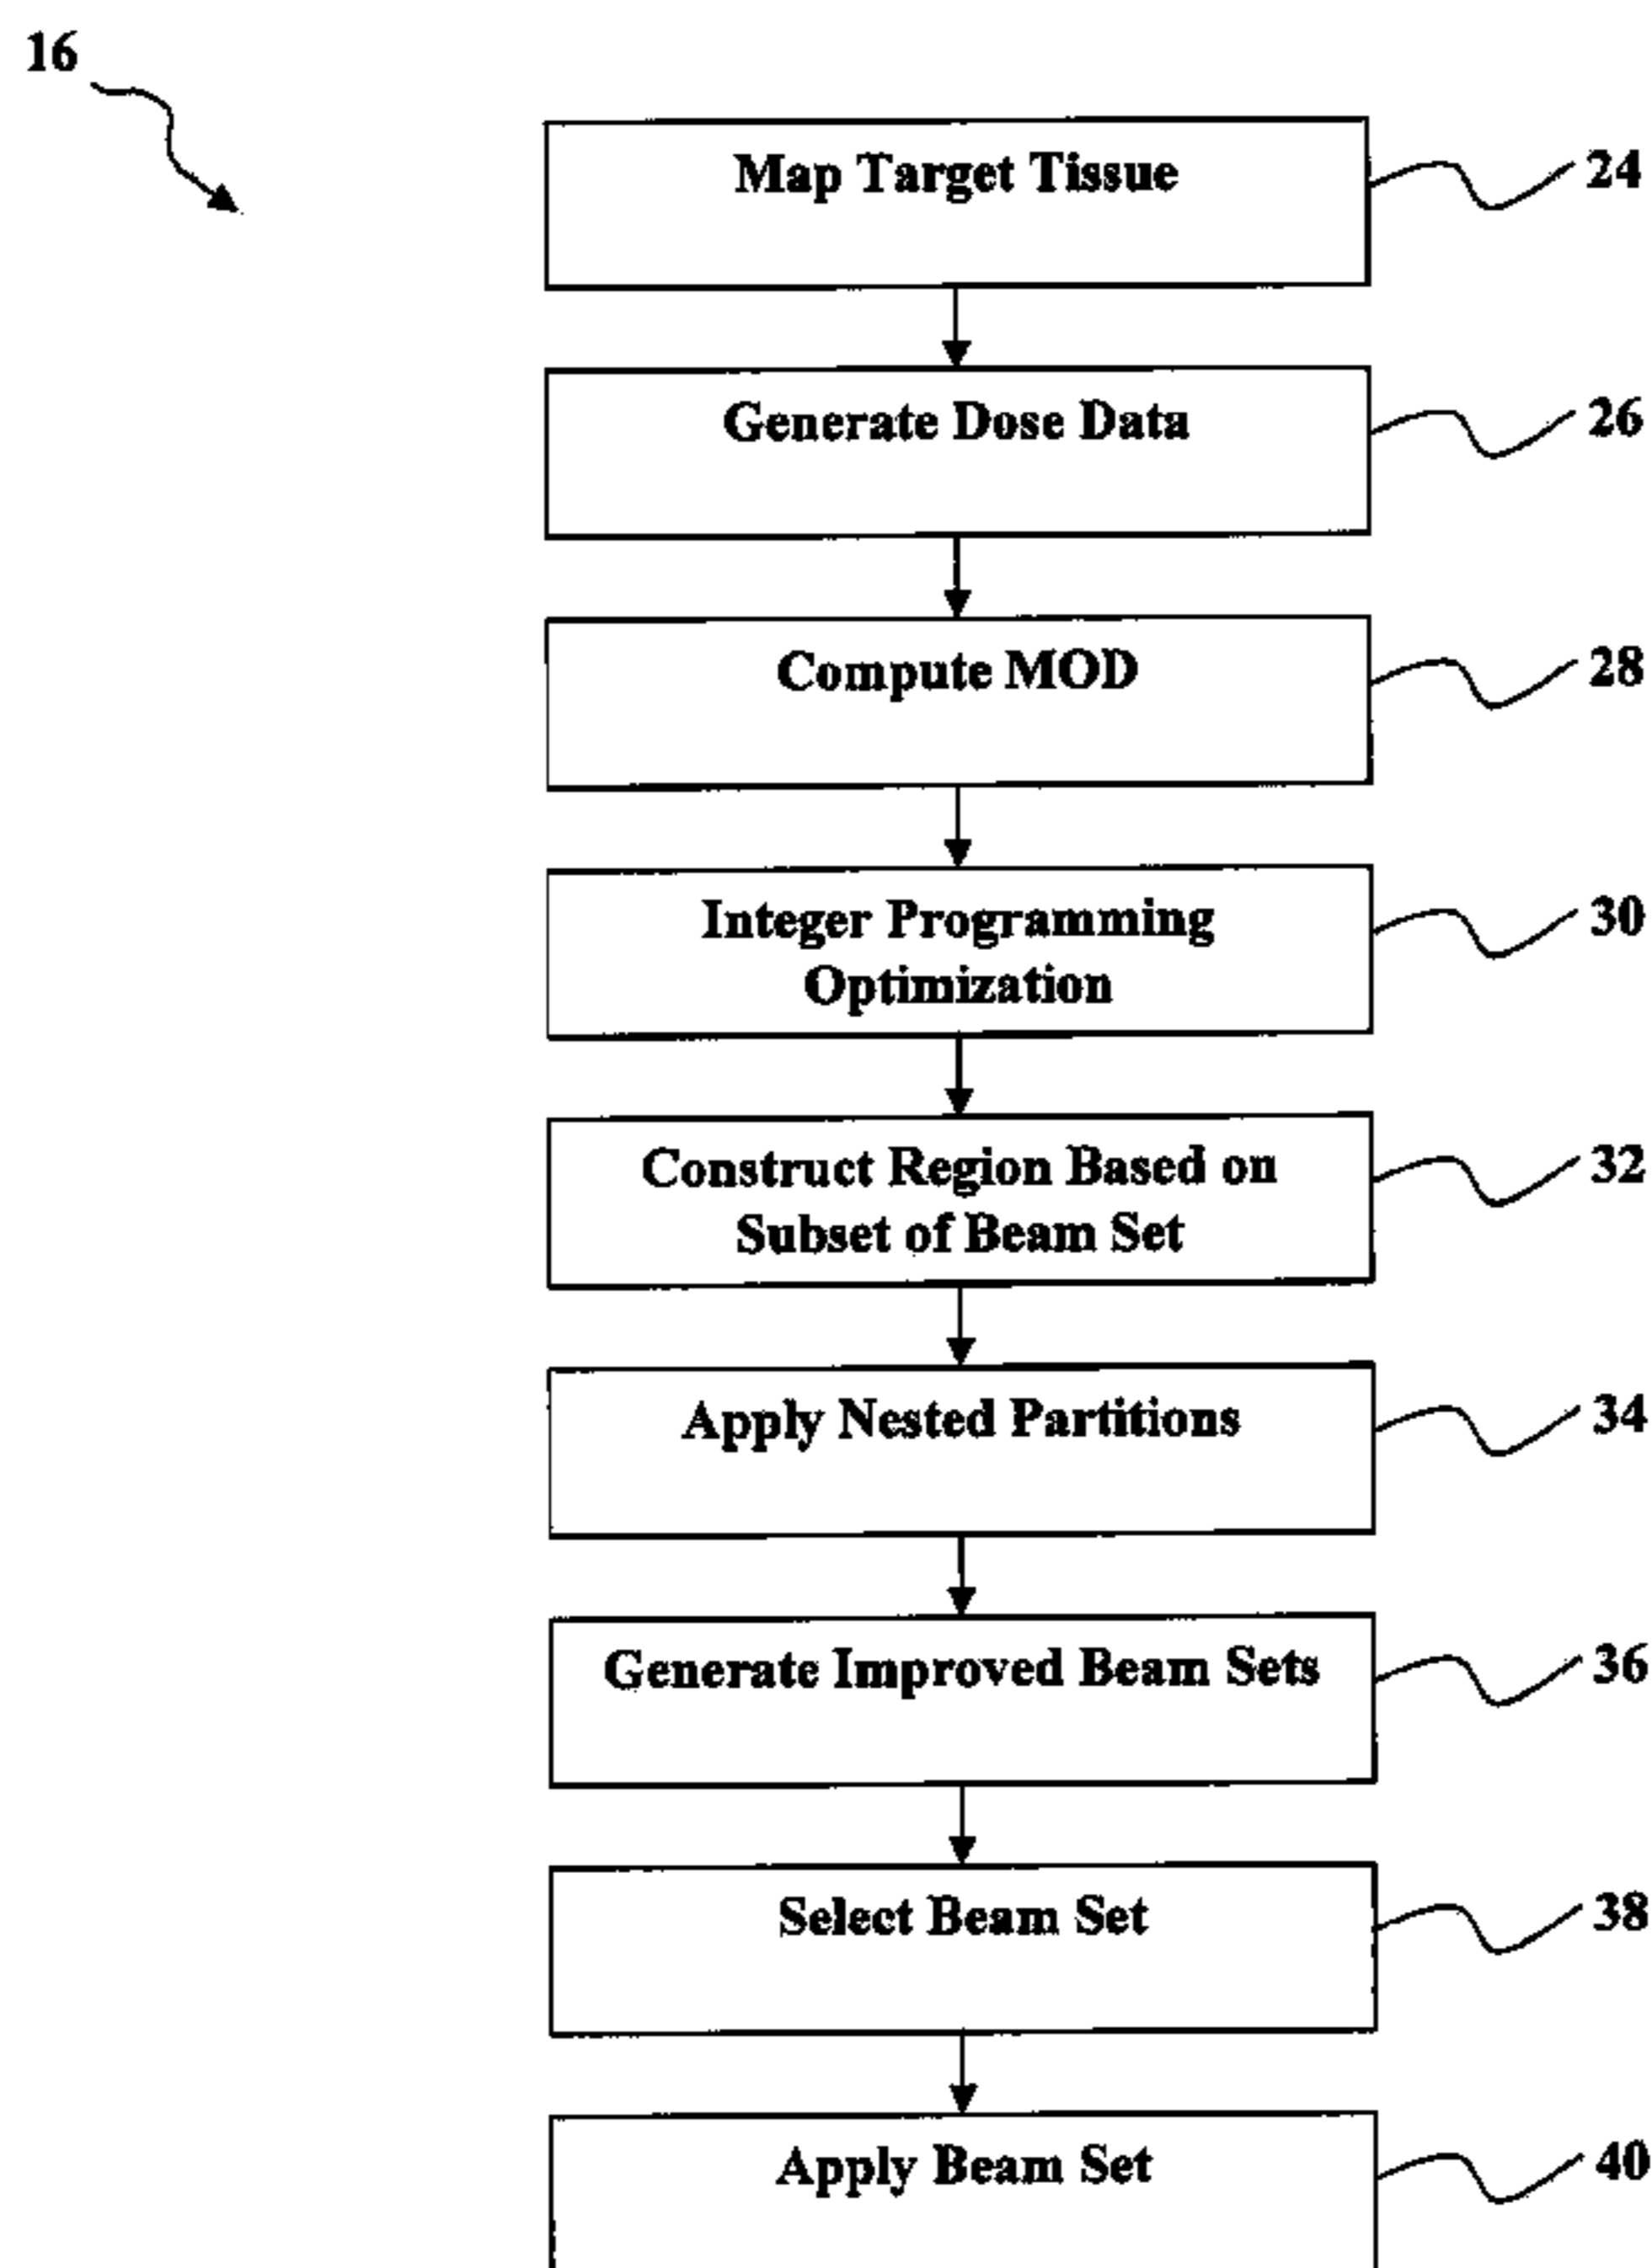 16
Map Target Tissue
24
Generate Dose Data
26
Compute MOD
28
Integer Programming
Optimization
30
Construct Region Based on
Subset of Beam Set
32
Apply Nested Partitions
34
Generate Improved Beam Sets
36
Select Beam Set
38
Apply Beam Set
40